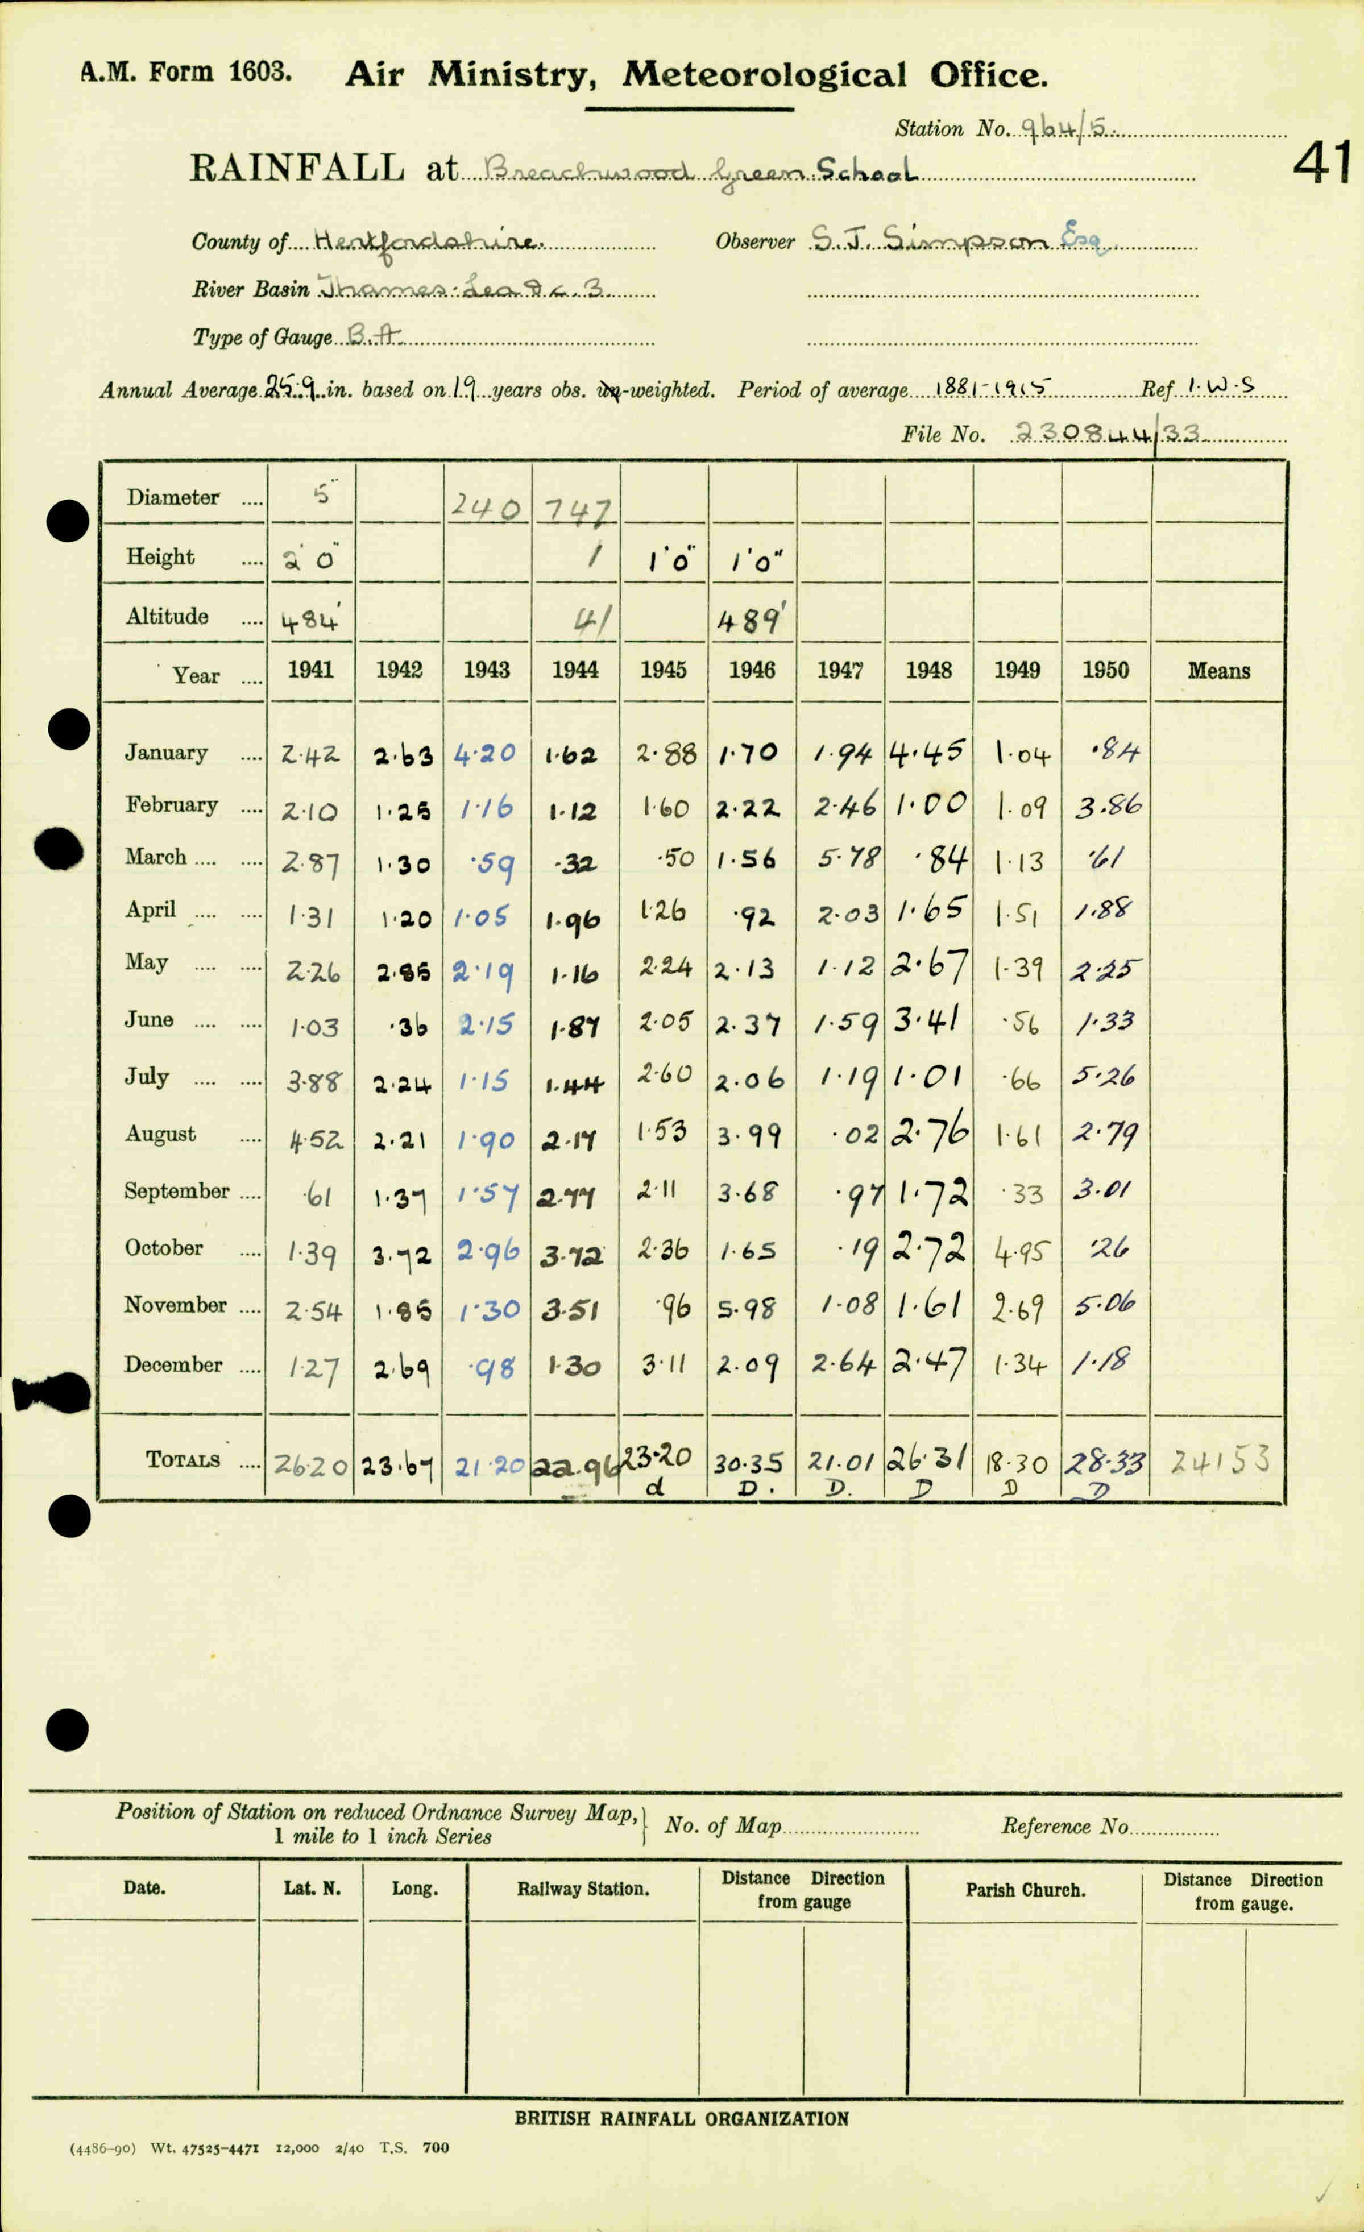 A.M. Form 1603. Air Ministry, Meteorological Office.
Station No. 964/5.
41
RAINFALL at Breachwood Green School
County of Hertfordshire. Observer S.J. Simpson Esq
River Basin Thames: Lea &c. 3
Type of Gauge B.A
Annual Average 25.9 in. based on 19 years obs. un-weighted. Period of average 1881-1915 Ref I.W.S
File No. 230844/33
Diameter .... 5" 240 747
Height .... 2'0" 1 1'0" 1'0"
Altitude .... 484' 41 489'
Year .... 1941 1942 1943 1944 1945 1946 1947 1948 1949 1950 Means
January .... 2.42 2.63 4.20 1.62 2.88 1.70 1.94 4.45 1.04 .84
February .... 2.10 1.25 1.16 1.12 1.60 2.22 2.46 1.00 1.09 3.86
March .... .... 2.87 1.30 .59 .32 .50 1.56 5.78 .84 1.13 .61
April .... .... 1.31 1.20 1.05 1.96 1.26 .92 2.03 1.65 1.51 1.88
May .... .... 2.26 2.85 2.19 1.16 2.24 2.13 1.12 2.67 1.39 2.25
June .... .... 1.03 .36 2.15 1.87 2.05 2.37 1.59 3.41 .56 1.33
July .... .... 3.88 2.24 1.15 1.44 2.60 2.06 1.19 1.01 .66 5.26
August .... 4.52 2.21 1.90 2.17 1.53 3.99 .02 2.76 1.61 2.79
September .... .61 1.37 1.57 2.77 2.11 3.68 .97 1.72 .33 3.01
October .... 1.39 3.72 2.96 3.72 2.36 1.65 .19 2.72 4.95 .26
November .... 2.54 1.85 1.30 3.51 .96 5.98 1.08 1.61 2.69 5.06
December .... 1.27 2.69 .98 1.30 3.11 2.09 2.64 2.47 1.34 1.18
TOTALS .... 26.20 23.67 21.20 22.96 23.20 30.35 21.01 26.31 18.30 28.33 24153
d D. D. D D D
Position of Station on reduced Ordnance Survey Map, 1 mile to 1 inch Series } No. of Map Reference No
Date. Lat. N. Long. Railway Station. Distance Direction from gauge Parish Church. Distance Direction from gauge.
BRITISH RAINFALL ORGANIZATION
(4486-90) Wt. 47525-4471 12,000 2/40 T.S. 700